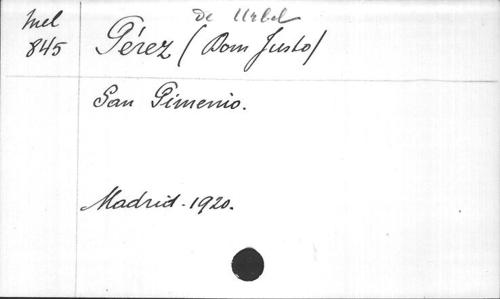 Mel
845
de Urbel
Pérez (Dom Justo)
San Pimenio.
Madrid. 1920.